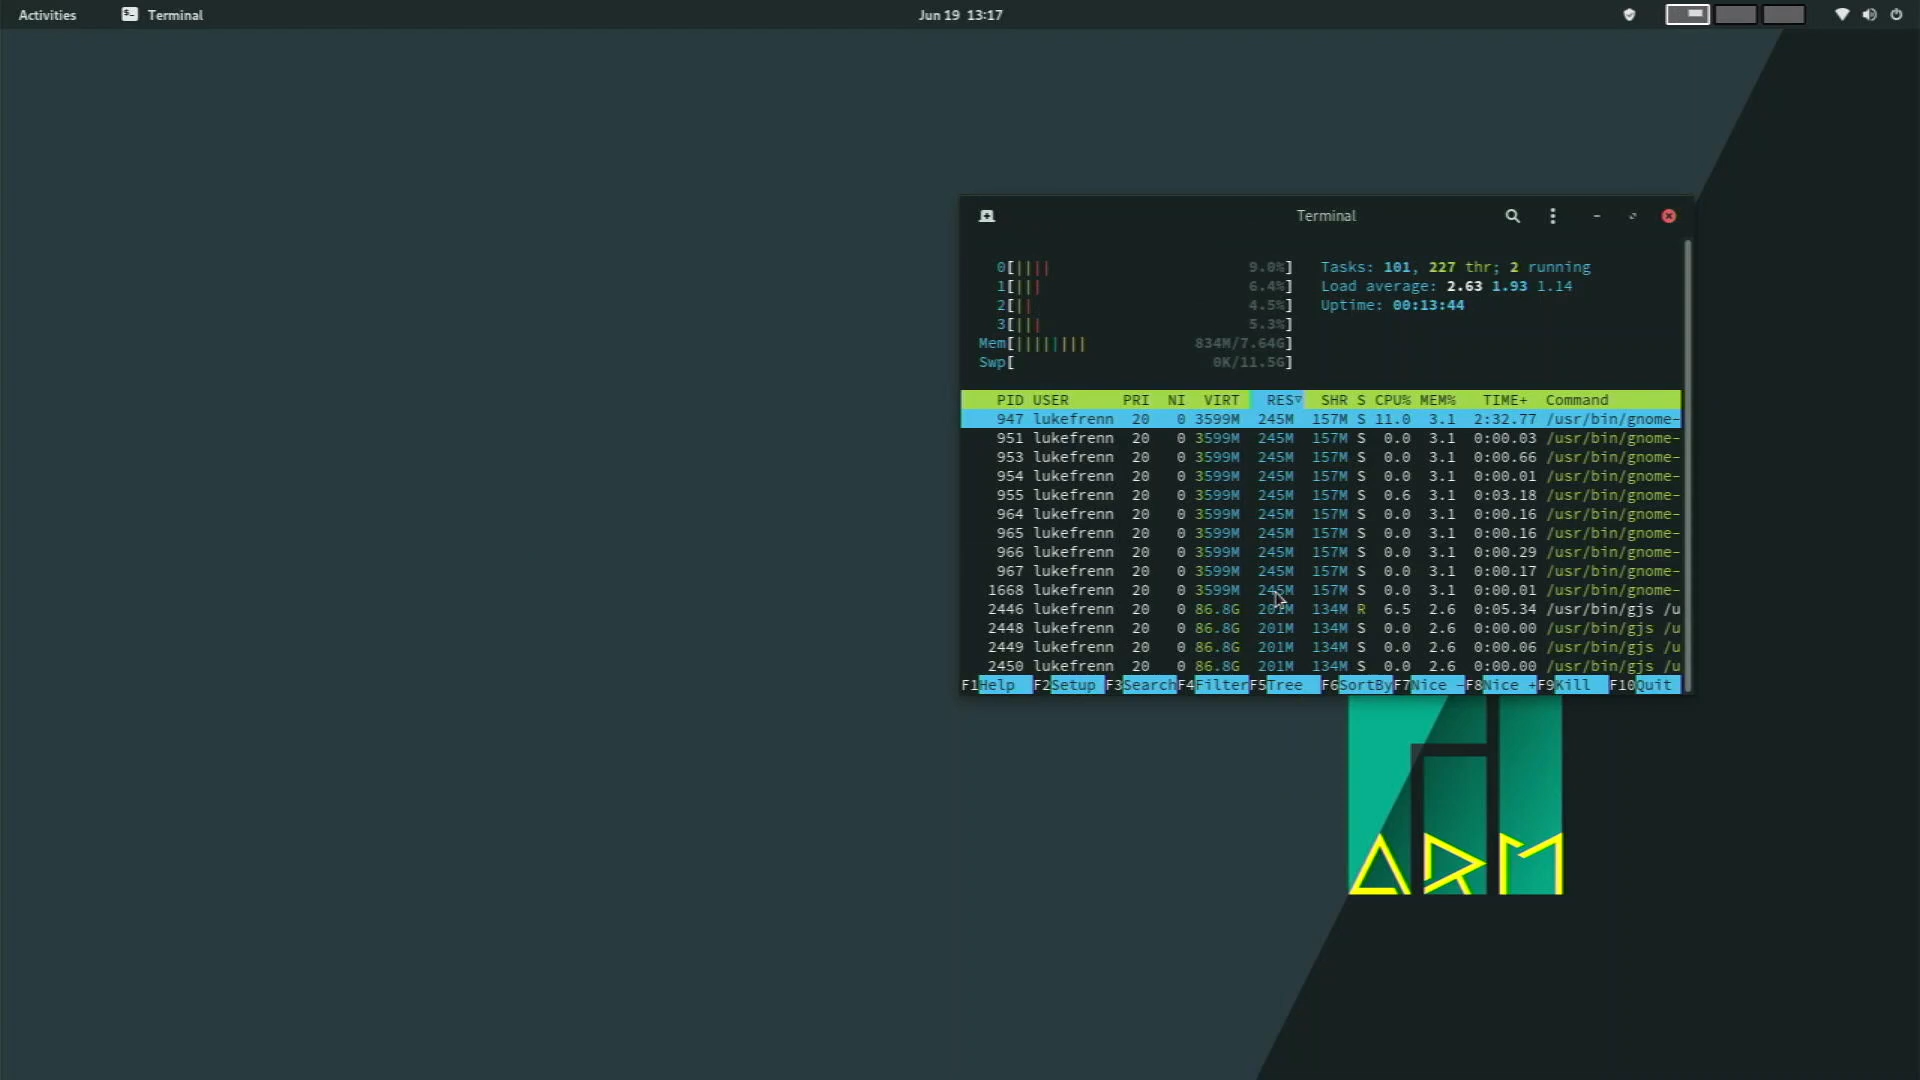 Activities Terminal Jun 19 13:17
Terminal
0[|||| 9.0%] Tasks: 101, 227 thr; 2 running
1[||| 6.4%] Load average: 2.63 1.93 1.14
2[|| 4.5%] Uptime: 00:13:44
3[||| 5.3%]
Mem[|||||||| 834M/7.64G]
Swp[ 0K/11.5G]
PID USER PRI NI VIRT RES▽ SHR S CPU% MEM% TIME+ Command
947 lukefrenn 20 0 3599M 245M 157M S 11.0 3.1 2:32.77 /usr/bin/gnome-
951 lukefrenn 20 0 3599M 245M 157M S 0.0 3.1 0:00.03 /usr/bin/gnome-
953 lukefrenn 20 0 3599M 245M 157M S 0.0 3.1 0:00.66 /usr/bin/gnome-
954 lukefrenn 20 0 3599M 245M 157M S 0.0 3.1 0:00.01 /usr/bin/gnome-
955 lukefrenn 20 0 3599M 245M 157M S 0.6 3.1 0:03.18 /usr/bin/gnome-
964 lukefrenn 20 0 3599M 245M 157M S 0.0 3.1 0:00.16 /usr/bin/gnome-
965 lukefrenn 20 0 3599M 245M 157M S 0.0 3.1 0:00.16 /usr/bin/gnome-
966 lukefrenn 20 0 3599M 245M 157M S 0.0 3.1 0:00.29 /usr/bin/gnome-
967 lukefrenn 20 0 3599M 245M 157M S 0.0 3.1 0:00.17 /usr/bin/gnome-
1668 lukefrenn 20 0 3599M 245M 157M S 0.0 3.1 0:00.01 /usr/bin/gnome-
2446 lukefrenn 20 0 86.8G 201M 134M R 6.5 2.6 0:05.34 /usr/bin/gjs /u
2448 lukefrenn 20 0 86.8G 201M 134M S 0.0 2.6 0:00.00 /usr/bin/gjs /u
2449 lukefrenn 20 0 86.8G 201M 134M S 0.0 2.6 0:00.06 /usr/bin/gjs /u
2450 lukefrenn 20 0 86.8G 201M 134M S 0.0 2.6 0:00.00 /usr/bin/gjs /u
F1Help F2Setup F3SearchF4FilterF5Tree F6SortByF7Nice -F8Nice +F9Kill F10Quit
ARM